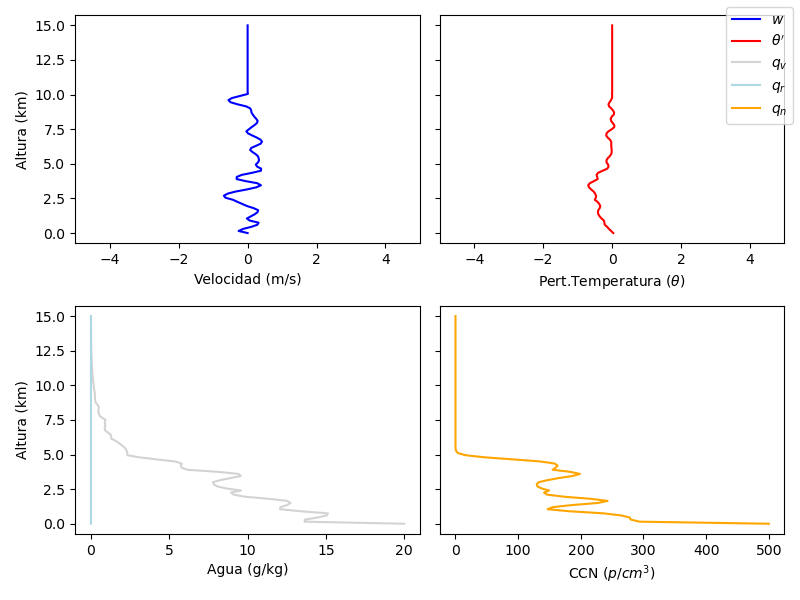 15.0
12.5
10.0
7.5
5.0
2.5
0.0
Altura (km)
−4 −2 0 2 4
Velocidad (m/s)
−4 −2 0 2 4
Pert.Temperatura (θ)
w
θ′
qᵥ
qᵣ
qₙ
15.0
12.5
10.0
7.5
5.0
2.5
0.0
Altura (km)
0 5 10 15 20
Agua (g/kg)
0 100 200 300 400 500
CCN (p/cm³)